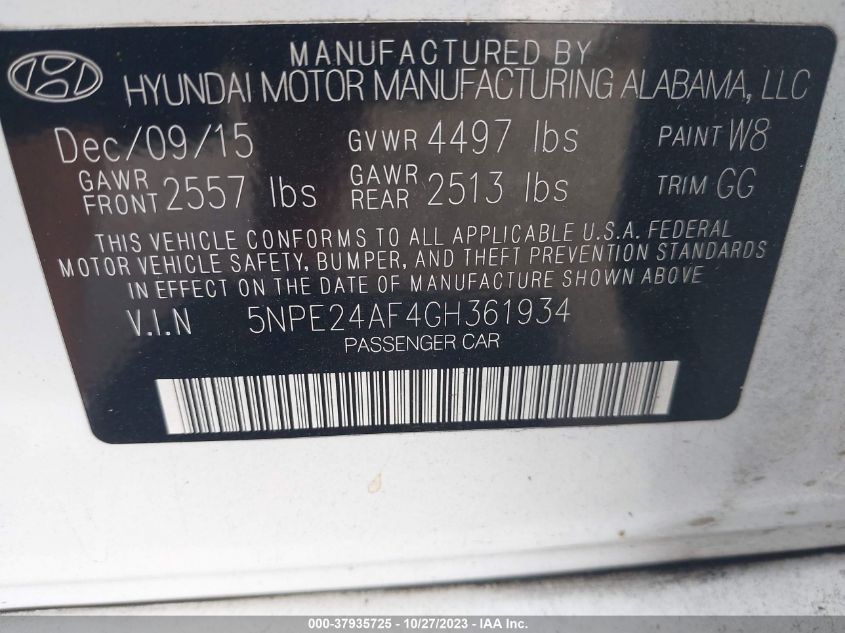 MANUFACTURED BY
HYUNDAI MOTOR MANUFACTURING ALABAMA, LLC
Dec/09/15 GVWR 4497 lbs PAINT W8
GAWR FRONT 2557 lbs GAWR REAR 2513 lbs TRIM GG
THIS VEHICLE CONFORMS TO ALL APPLICABLE U.S.A. FEDERAL
MOTOR VEHICLE SAFETY, BUMPER, AND THEFT PREVENTION STANDARDS
IN EFFECT ON THE DATE OF MANUFACTURE SHOWN ABOVE
V.I.N 5NPE24AF4GH361934
PASSENGER CAR
000-37935725 - 10/27/2023 - IAA Inc.